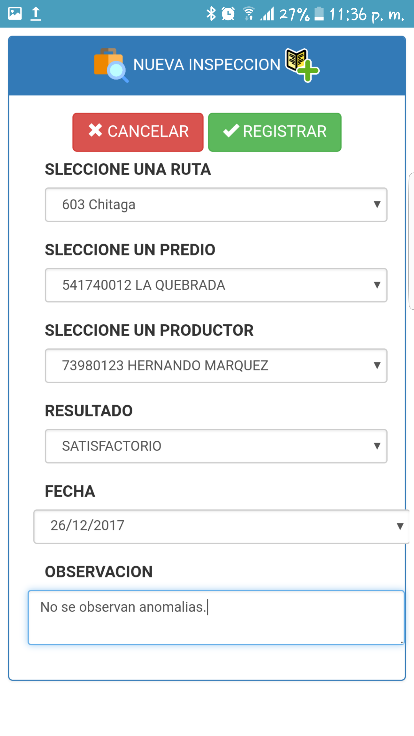 27% 11:36 p. m.
NUEVA INSPECCION
CANCELAR REGISTRAR
SLECCIONE UNA RUTA
603 Chitaga
SLECCIONE UN PREDIO
541740012 LA QUEBRADA
SLECCIONE UN PRODUCTOR
73980123 HERNANDO MARQUEZ
RESULTADO
SATISFACTORIO
FECHA
26/12/2017
OBSERVACION
No se observan anomalias.